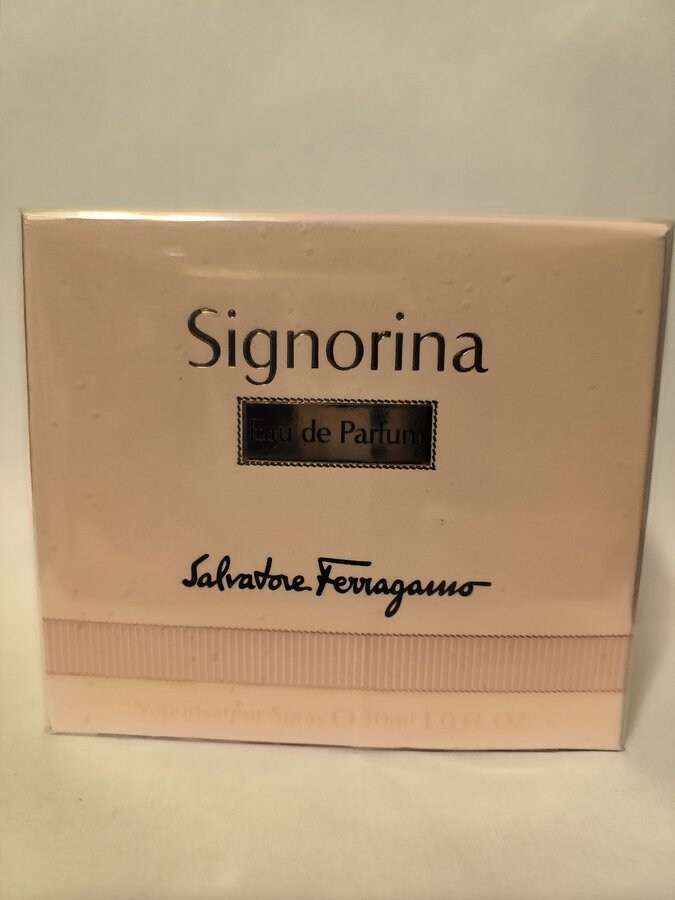 Signorina
Eau de Parfum
Salvatore Ferragamo
Vaporisateur Spray ℮ 30ml 1.0 FL. OZ.